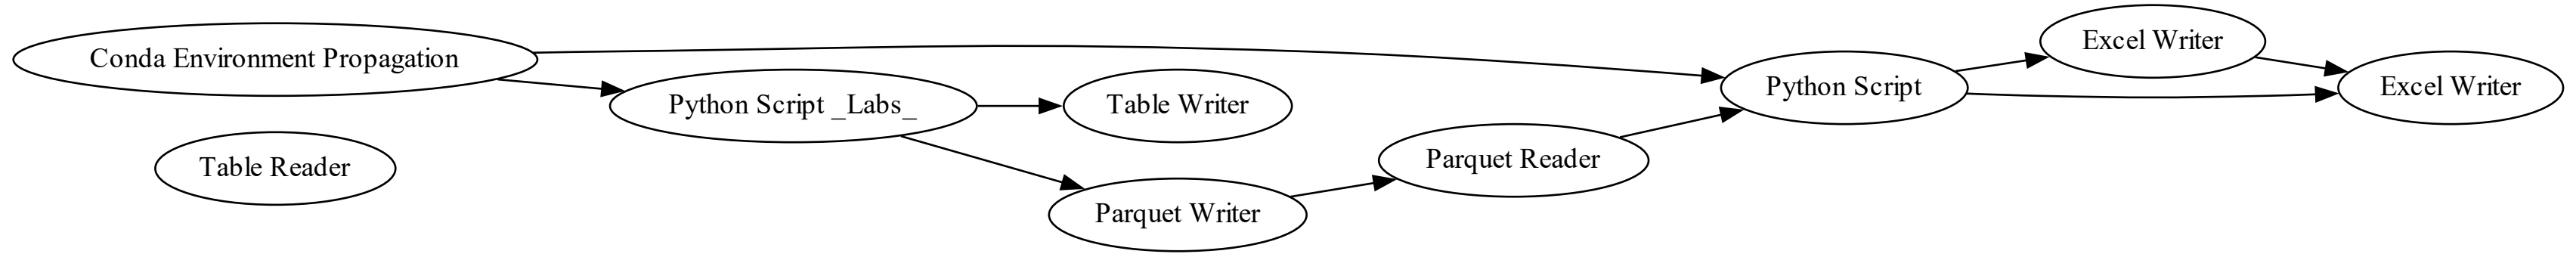 Conda Environment Propagation
Table Reader
Python Script _Labs_
Table Writer
Parquet Writer
Parquet Reader
Python Script
Excel Writer
Excel Writer